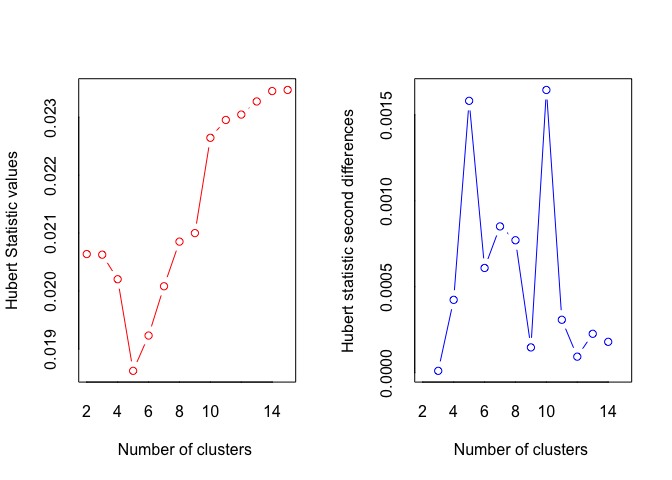 Hubert Statistic values
0.019 0.020 0.021 0.022 0.023
2 4 6 8 10 14
Number of clusters
Hubert statistic second differences
0.0000 0.0005 0.0010 0.0015
2 4 6 8 10 14
Number of clusters